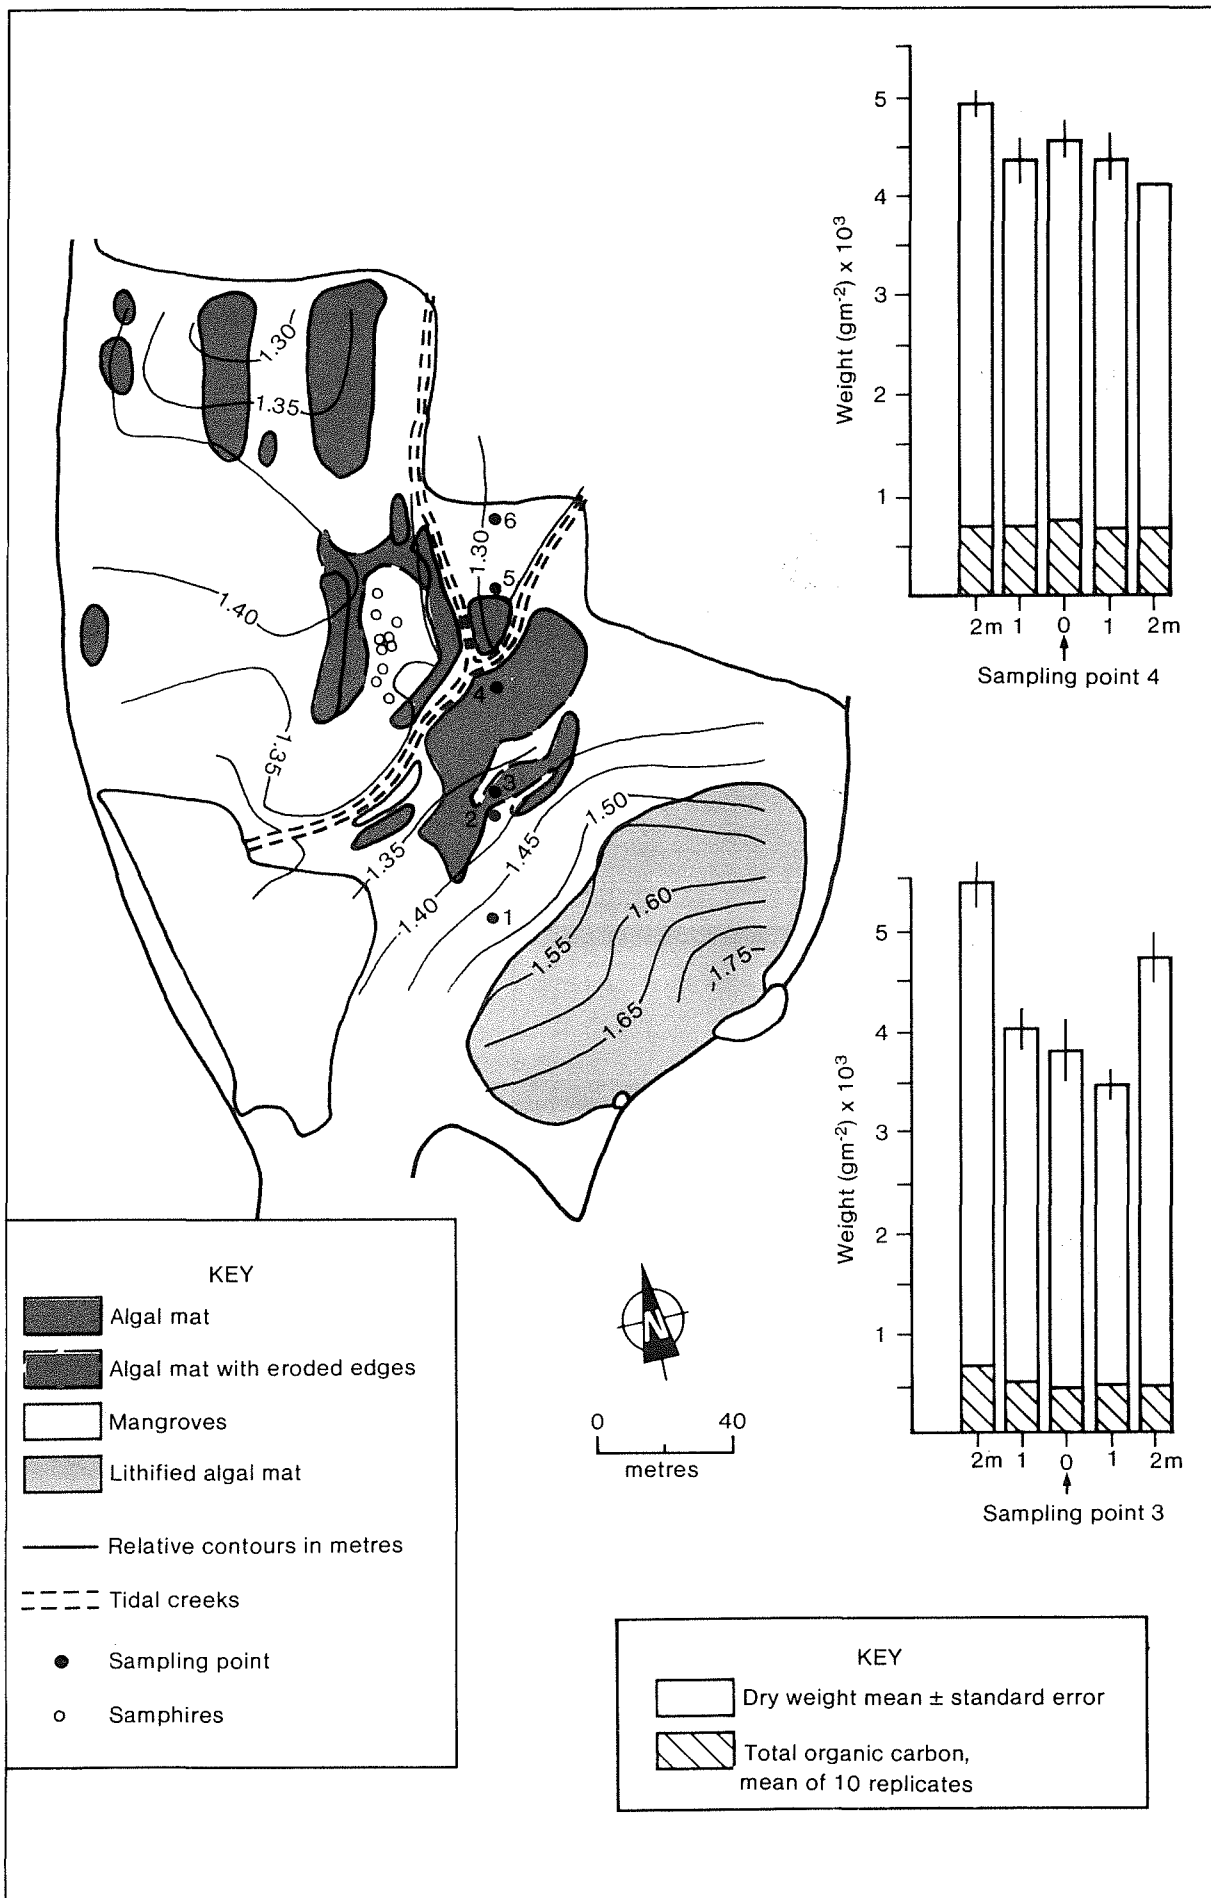 1.30
1.35
6
1.30
5
1.40
4
1.35
3
2
1.50
1.35
1.45
1.40
1
1.60
1.55
1.75
1.65
KEY
Algal mat
Algal mat with eroded edges
Mangroves
Lithified algal mat
Relative contours in metres
Tidal creeks
Sampling point
Samphires
N
0 40
metres
Weight (gm⁻²) x 10³
5
4
3
2
1
2m 1 0 1 2m
Sampling point 4
Weight (gm⁻²) x 10³
5
4
3
2
1
2m 1 0 1 2m
Sampling point 3
KEY
Dry weight mean ± standard error
Total organic carbon,
mean of 10 replicates